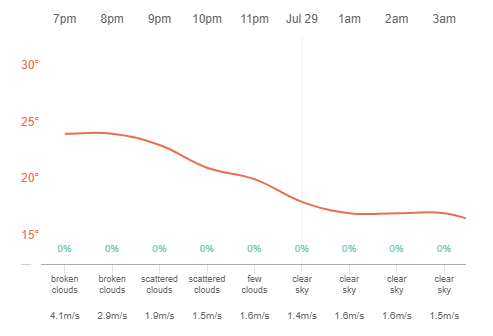 7pm 8pm 9pm 10pm 11pm Jul 29 1am 2am 3am
30°
25°
20°
15°
0% 0% 0% 0% 0% 0% 0% 0% 0%
broken broken scattered scattered few clear clear clear clear
clouds clouds clouds clouds clouds sky sky sky sky
4.1m/s 2.9m/s 1.9m/s 1.5m/s 1.6m/s 1.4m/s 1.6m/s 1.6m/s 1.5m/s